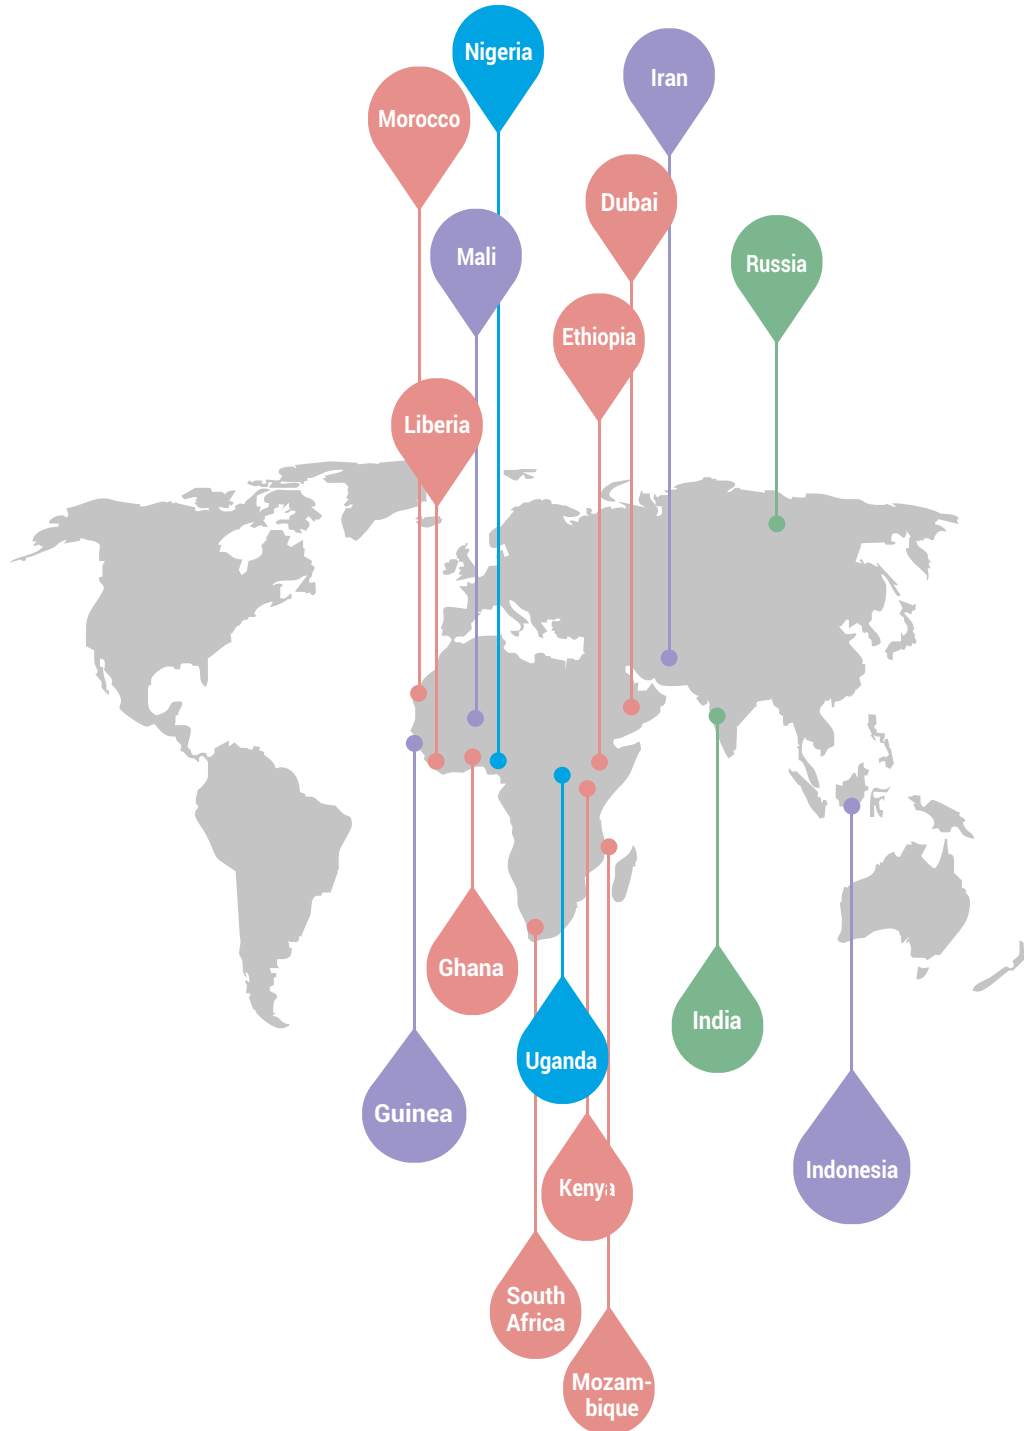 Nigeria
Iran
Morocco
Dubai
Mali
Russia
Ethiopia
Liberia
Ghana
India
Uganda
Guinea
Indonesia
Kenya
South
Africa
Mozam-
bique